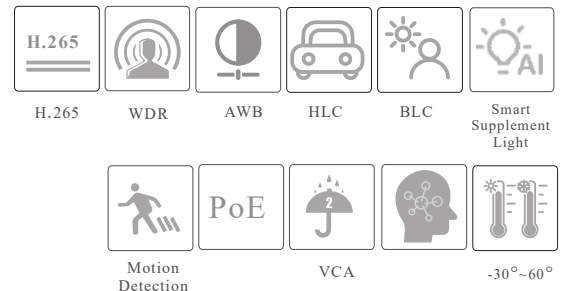 H.265
AI
H.265
WDR
AWB
HLC
BLC
Smart
Supplement
Light
PoE
2
Motion
Detection
VCA
-30°~60°